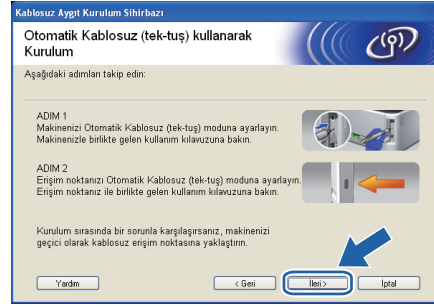 Kablosuz Aygıt Kurulum Sihirbazı
Otomatik Kablosuz (tek-tuş) kullanarak
Kurulum
Aşağıdaki adımları takip edin:
ADIM 1
Makinenizi Otomatik Kablosuz (tek-tuş) moduna ayarlayın.
Makinenizle birlikte gelen kullanım kılavuzuna bakın.
ADIM 2
Erişim noktanızı Otomatik Kablosuz (tek-tuş) moduna ayarlayın.
Erişim noktanız ile birlikte gelen kullanım kılavuzuna bakın.
Kurulum sırasında bir sorunla karşılaşırsanız, makinenizi
geçici olarak kablosuz erişim noktasına yaklaştırın.
Yardım
< Geri
İleri >
İptal